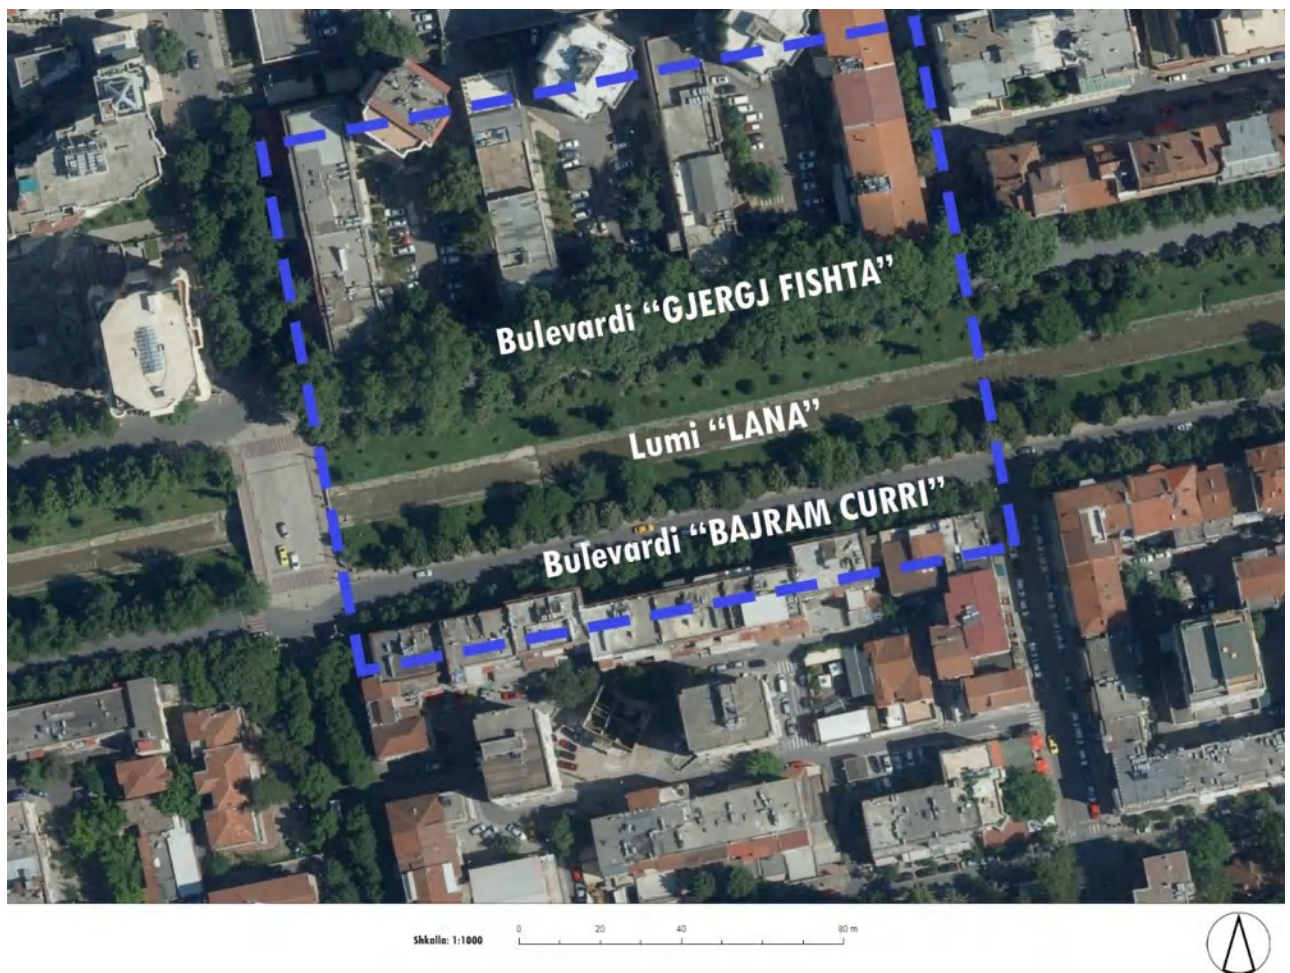 Bulevardi “GJERGJ FISHTA”
Lumi “LANA”
Bulevardi “BAJRAM CURRI”
Shkalla: 1:1000
0 20 40 80 m